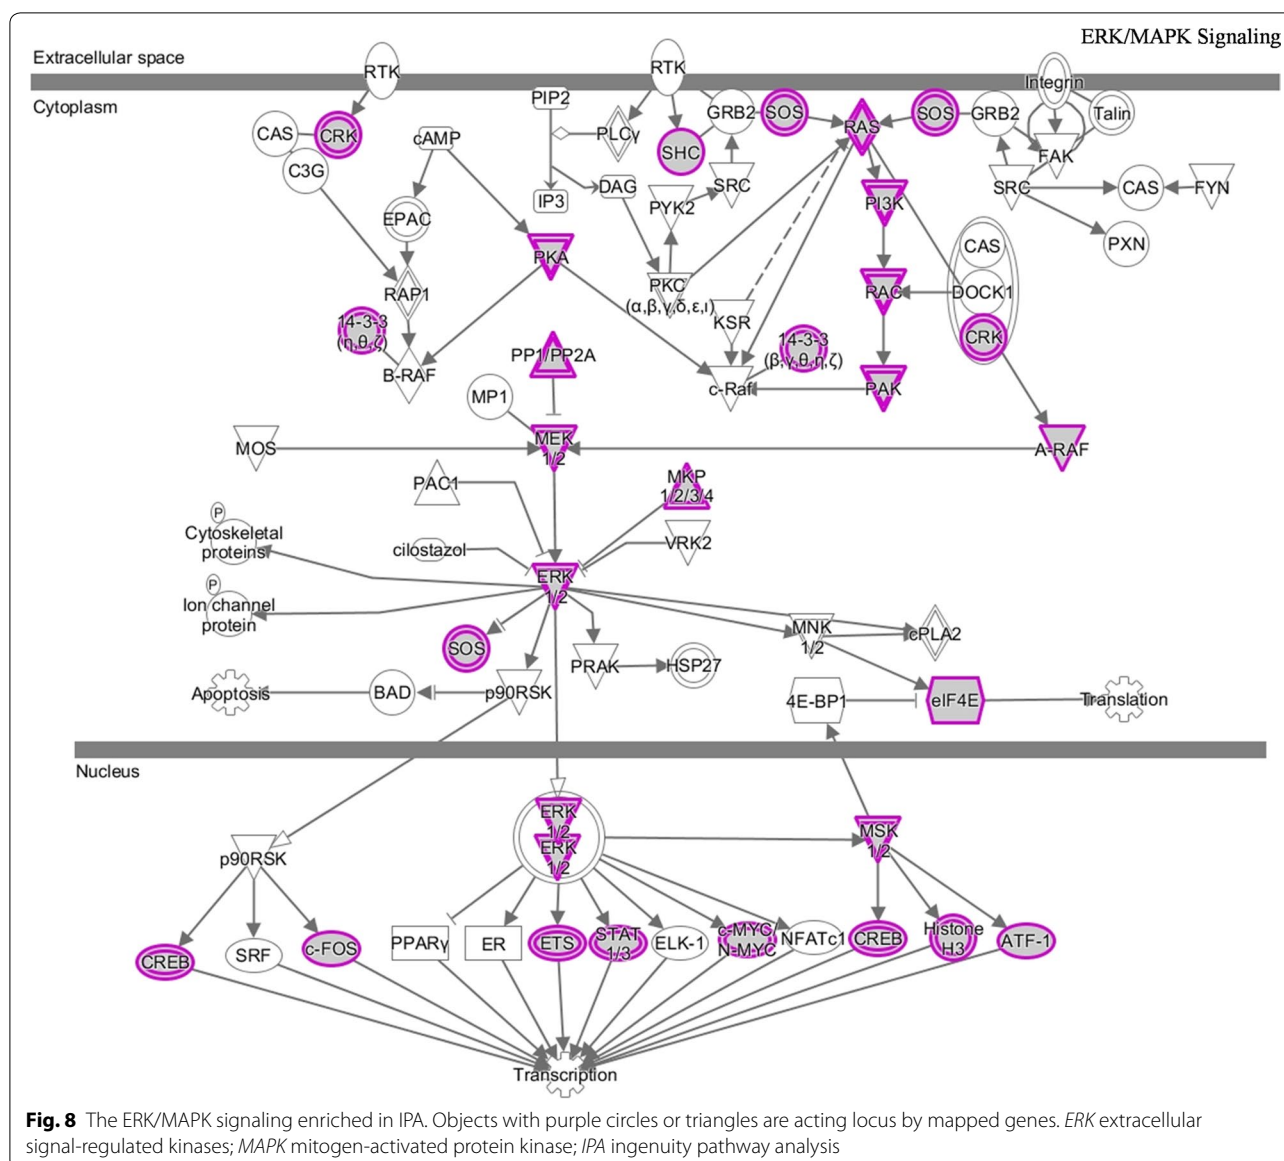 ERK/MAPK Signaling
Extracellular space
Cytoplasm
RTK
RTK
Integrin
PIP2
GRB2
SOS
RAS
SOS
GRB2
Talin
CAS
CRK
cAMP
PLCγ
SHC
FAK
C3G
IP3
DAG
PYK2
SRC
PI3K
SRC
CAS
FYN
EPAC
PKA
CAS
PXN
RAP1
PKC
(α,β,γ,δ,ε,ι)
RAC
DOCK1
14-3-3
(η,θ,ζ)
KSR
CRK
PP1/PP2A
14-3-3
(β,γ,θ,η,ζ)
B-RAF
MP1
c-Raf
PAK
MOS
MEK
1/2
A-RAF
PAC1
MKP
1/2/3/4
P
Cytoskeletal
proteins
cilostazol
VRK2
ERK
1/2
P
Ion channel
protein
SOS
PRAK
HSP27
MNK
1/2
cPLA2
Apoptosis
BAD
p90RSK
4E-BP1
eIF4E
Translation
Nucleus
ERK
1/2
ERK
1/2
MSK
1/2
p90RSK
CREB
SRF
c-FOS
PPARγ
ER
ETS
STAT
1/3
ELK-1
c-MYC/
N-MYC
NFATc1
CREB
Histone
H3
ATF-1
Transcription
Fig. 8 The ERK/MAPK signaling enriched in IPA. Objects with purple circles or triangles are acting locus by mapped genes. ERK extracellular
signal-regulated kinases; MAPK mitogen-activated protein kinase; IPA ingenuity pathway analysis